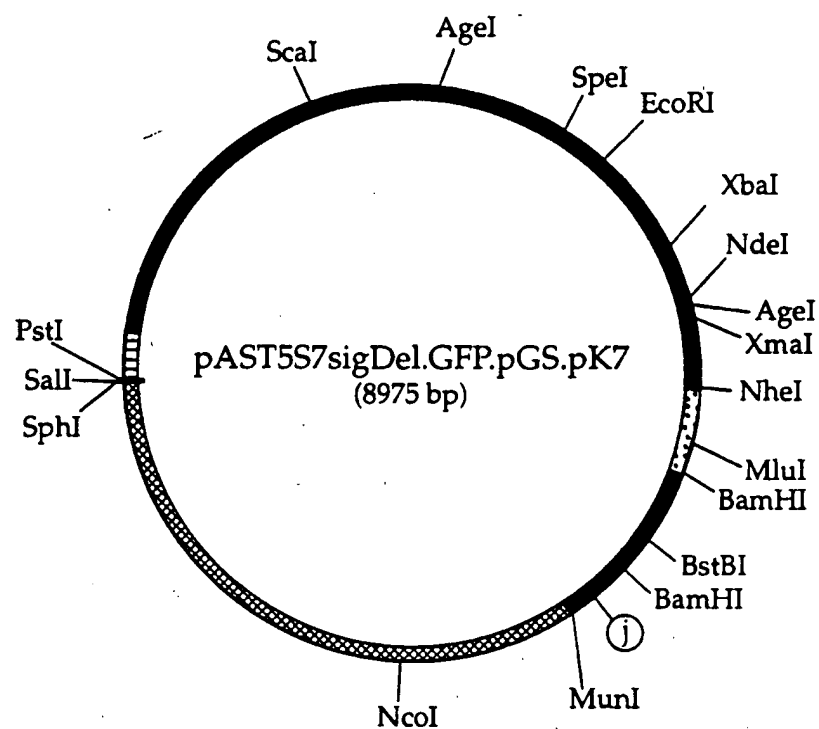 AgeI
ScaI
SpeI
EcoRI
XbaI
NdeI
AgeI
XmaI
NheI
MluI
BamHI
BstBI
BamHI
j
MunI
NcoI
SphI
SalI
PstI
pAST5S7sigDel.GFP.pGS.pK7
(8975 bp)